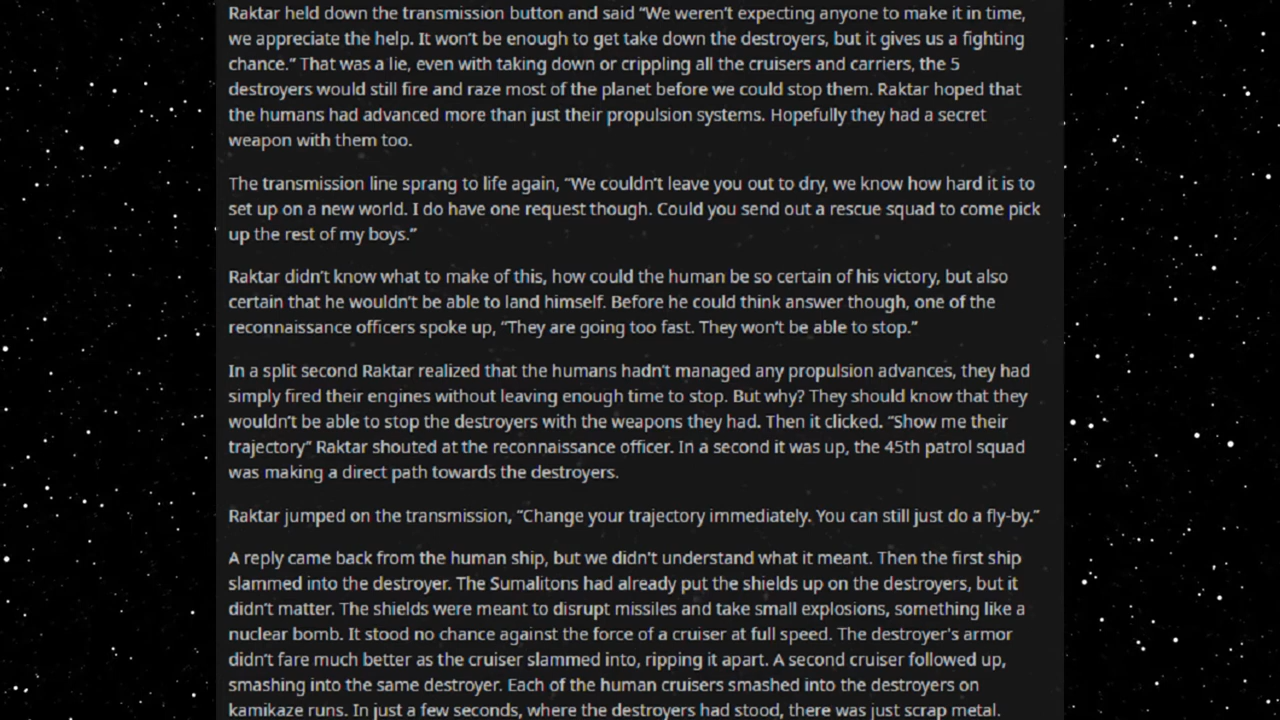 Raktar held down the transmission button and said “We weren’t expecting anyone to make it in time,
we appreciate the help. It won’t be enough to get take down the destroyers, but it gives us a fighting
chance.” That was a lie, even with taking down or crippling all the cruisers and carriers, the 5
destroyers would still fire and raze most of the planet before we could stop them. Raktar hoped that
the humans had advanced more than just their propulsion systems. Hopefully they had a secret
weapon with them too.
The transmission line sprang to life again, “We couldn’t leave you out to dry, we know how hard it is to
set up on a new world. I do have one request though. Could you send out a rescue squad to come pick
up the rest of my boys.”
Raktar didn’t know what to make of this, how could the human be so certain of his victory, but also
certain that he wouldn’t be able to land himself. Before he could think answer though, one of the
reconnaissance officers spoke up, “They are going too fast. They won’t be able to stop.”
In a split second Raktar realized that the humans hadn’t managed any propulsion advances, they had
simply fired their engines without leaving enough time to stop. But why? They should know that they
wouldn’t be able to stop the destroyers with the weapons they had. Then it clicked. “Show me their
trajectory” Raktar shouted at the reconnaissance officer. In a second it was up, the 45th patrol squad
was making a direct path towards the destroyers.
Raktar jumped on the transmission, “Change your trajectory immediately. You can still just do a fly-by.”
A reply came back from the human ship, but we didn't understand what it meant. Then the first ship
slammed into the destroyer. The Sumalitons had already put the shields up on the destroyers, but it
didn’t matter. The shields were meant to disrupt missiles and take small explosions, something like a
nuclear bomb. It stood no chance against the force of a cruiser at full speed. The destroyer's armor
didn’t fare much better as the cruiser slammed into, ripping it apart. A second cruiser followed up,
smashing into the same destroyer. Each of the human cruisers smashed into the destroyers on
kamikaze runs. In just a few seconds, where the destroyers had stood, there was just scrap metal.